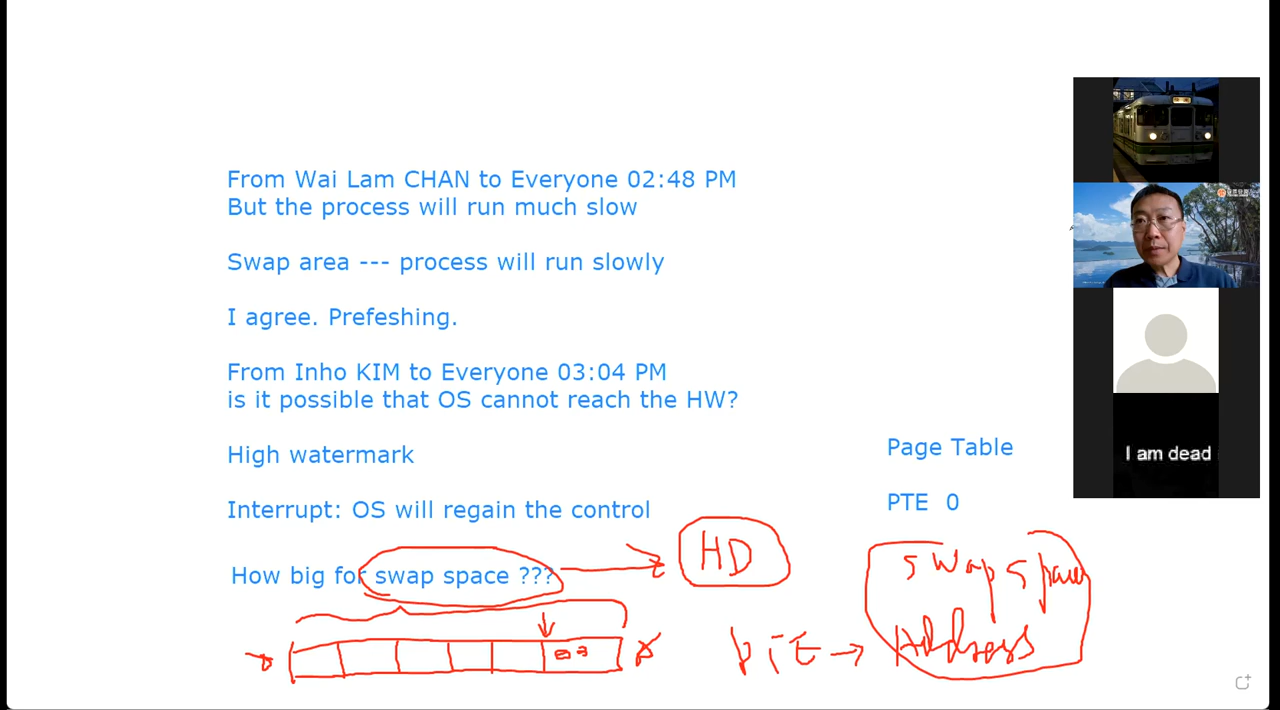 From Wai Lam CHAN to Everyone 02:48 PM
But the process will run much slow
Swap area --- process will run slowly
I agree. Prefeshing.
From Inho KIM to Everyone 03:04 PM
is it possible that OS cannot reach the HW?
High watermark
Interrupt: OS will regain the control
How big for swap space ???
HD
Page Table
PTE 0
swap space
PTE → Address
I am dead